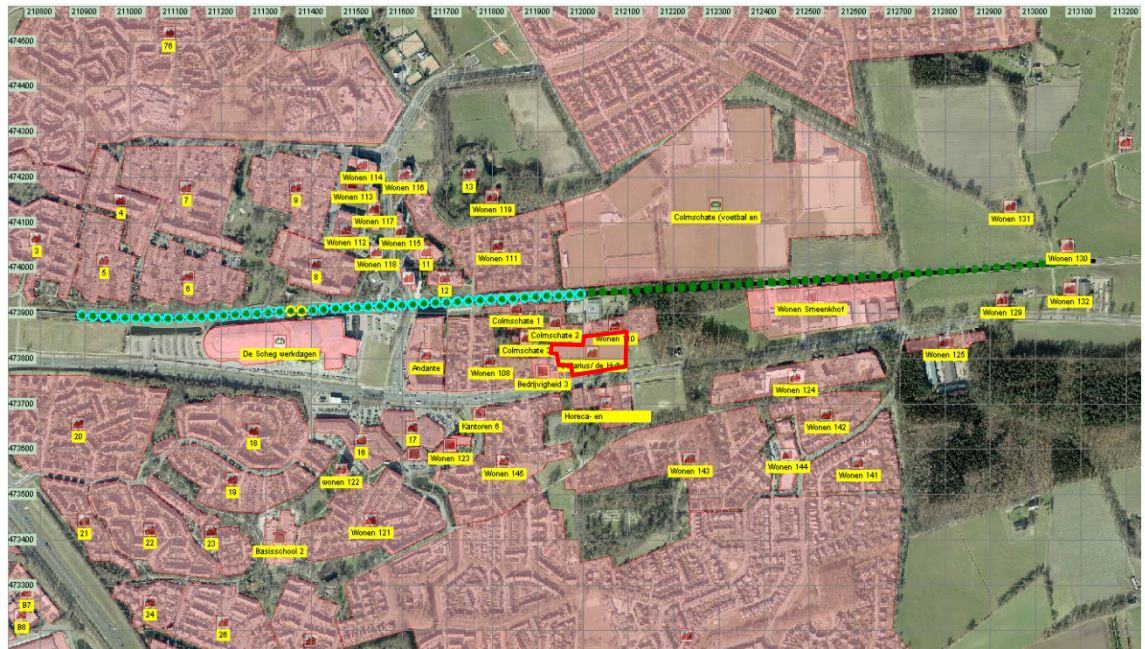 210800 210900 211000 211100 211200 211300 211400 211500 211600 211700 211800 211900 212000 212100 212200 212300 212400 212500 212600 212700 212800 212900 213000 213100 213200
474500
76
474400
474300
474200
Wonen 114
Wonen 116
13
7
9
Wonen 113
Wonen 119
4
Wonen 117
Colmschate (voetbal en
Wonen 131
474100
3
Wonen 112
Wonen 115
Wonen 111
5
8
Wonen 118
11
Wonen 130
474000
6
12
Wonen 132
473900
Colmschate 1
Wonen Smeenkhof
Wonen 129
Colmschate 2
De Scheg werkdagen
Colmschate
Wonen 125
473800
Andante
Wonen 108
Bedrijvigheid 3
Wonen 124
473700
Kantoren 6
Horeca- en
20
18
17
Wonen 142
473600
16
Wonen 123
Wonen 145
Wonen 143
Wonen 144
Wonen 141
19
wonen 122
473500
21
22
23
Wonen 121
473400
Basisschool 2
473300
B7
24
B8
26